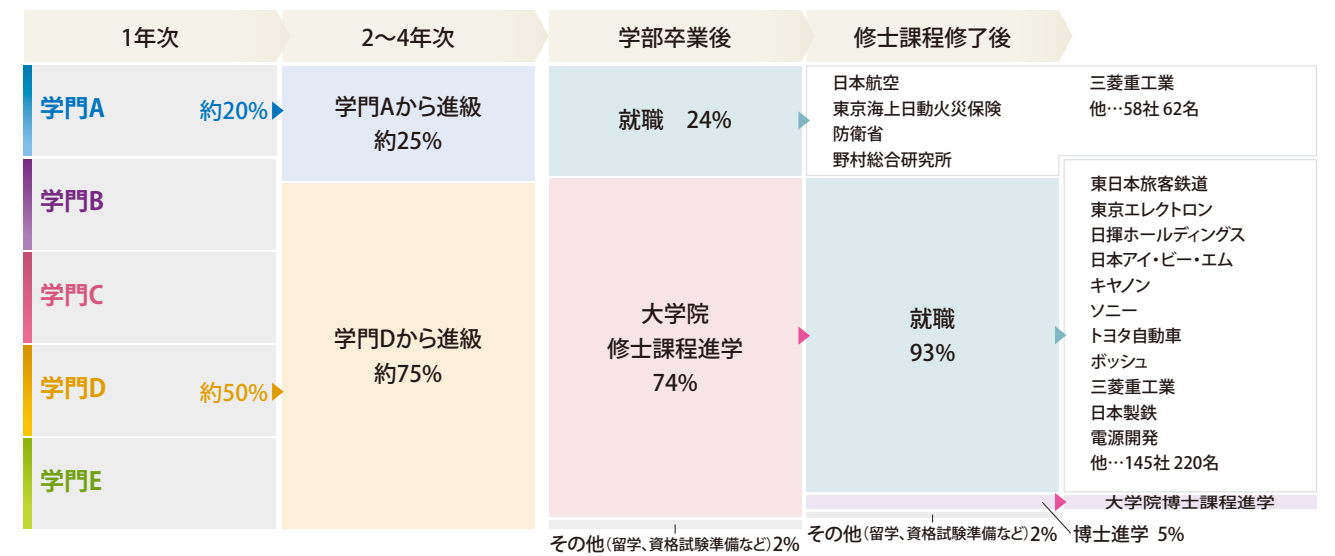 1年次
2〜4年次
学部卒業後
修士課程修了後
学門A
約20%
学門B
学門C
学門D
約50%
学門E
学門Aから進級
約25%
学門Dから進級
約75%
就職 24%
大学院
修士課程進学
74%
その他(留学、資格試験準備など)2%
日本航空
東京海上日動火災保険
防衛省
野村総合研究所
三菱重工業
他…58社 62名
就職
93%
東日本旅客鉄道
東京エレクトロン
日揮ホールディングス
日本アイ・ビー・エム
キヤノン
ソニー
トヨタ自動車
ボッシュ
三菱重工業
日本製鉄
電源開発
他…145社 220名
大学院博士課程進学
その他(留学、資格試験準備など)2%
博士進学 5%